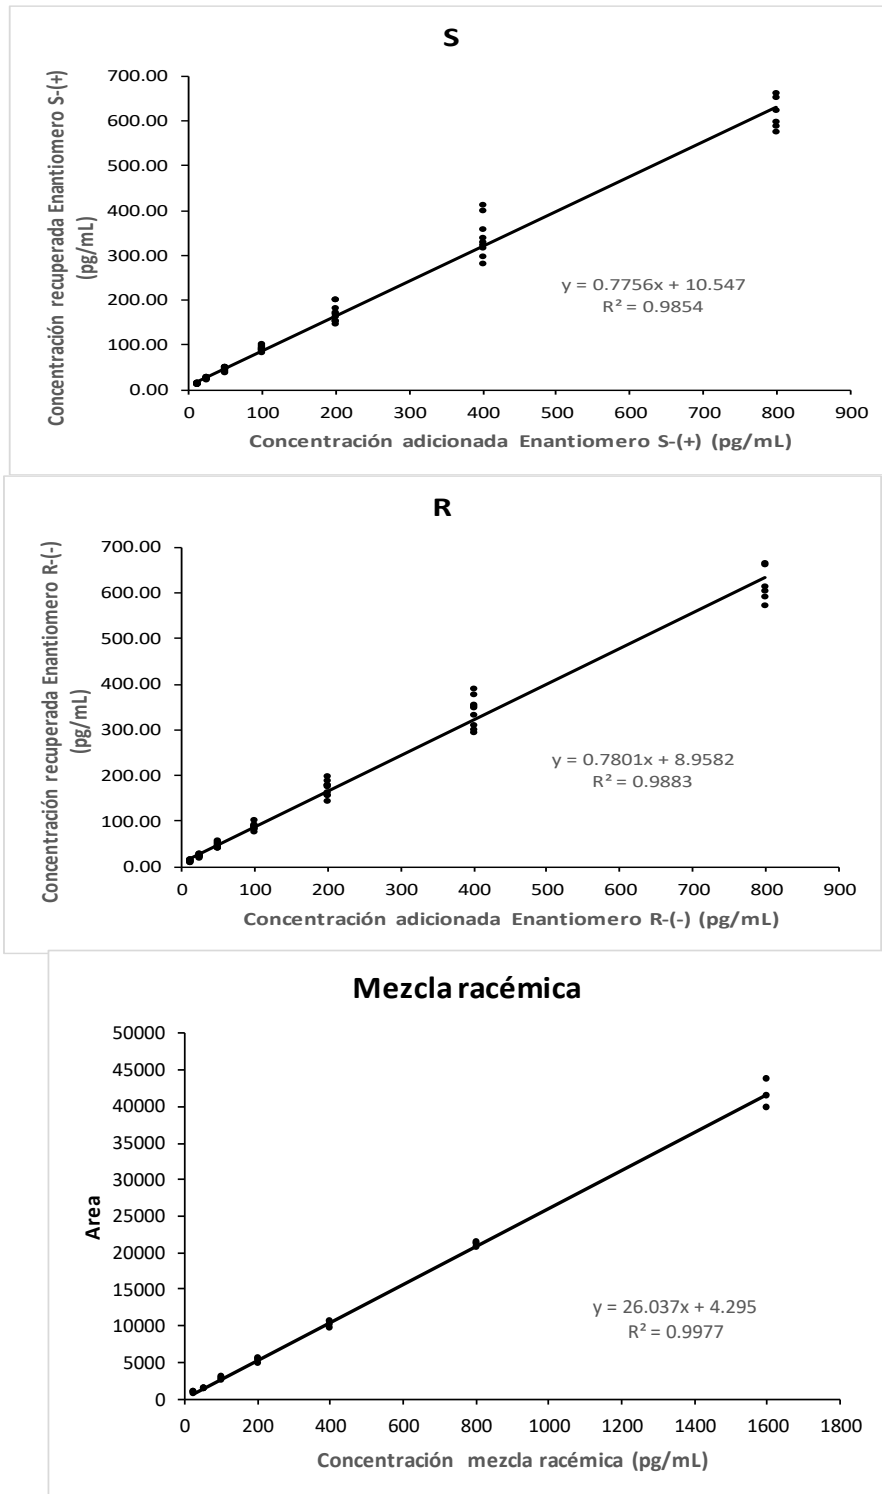 S
Concentración recuperada Enantiomero S-(+)
(pg/mL)
700.00
600.00
500.00
400.00
300.00
200.00
100.00
0.00
y = 0.7756x + 10.547
R² = 0.9854
0 100 200 300 400 500 600 700 800 900
Concentración adicionada Enantiomero S-(+) (pg/mL)
R
Concentración recuperada Enantiomero R-(-)
(pg/mL)
700.00
600.00
500.00
400.00
300.00
200.00
100.00
0.00
y = 0.7801x + 8.9582
R² = 0.9883
0 100 200 300 400 500 600 700 800 900
Concentración adicionada Enantiomero R-(-) (pg/mL)
Mezcla racémica
Area
50000
45000
40000
35000
30000
25000
20000
15000
10000
5000
0
y = 26.037x + 4.295
R² = 0.9977
0 200 400 600 800 1000 1200 1400 1600 1800
Concentración mezcla racémica (pg/mL)